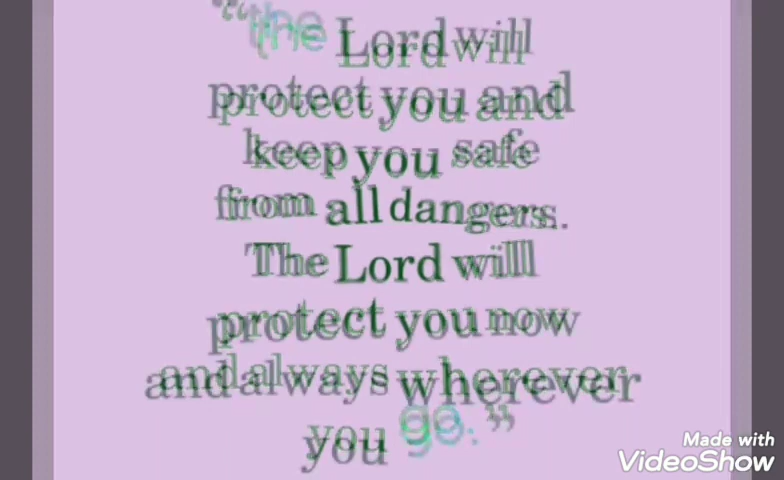 "the Lord will
protect you and
keep you safe
from all dangers.
The Lord will
protect you now
and always wherever
you go."
Made with
VideoShow